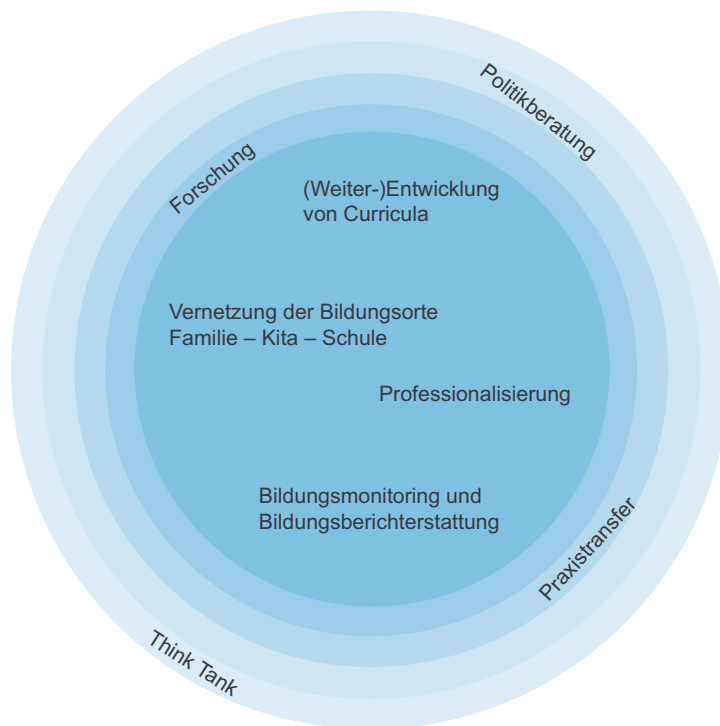 Politikberatung
Forschung
(Weiter-)Entwicklung
von Curricula
Vernetzung der Bildungsorte
Familie – Kita – Schule
Professionalisierung
Bildungsmonitoring und
Bildungsberichterstattung
Praxistransfer
Think Tank